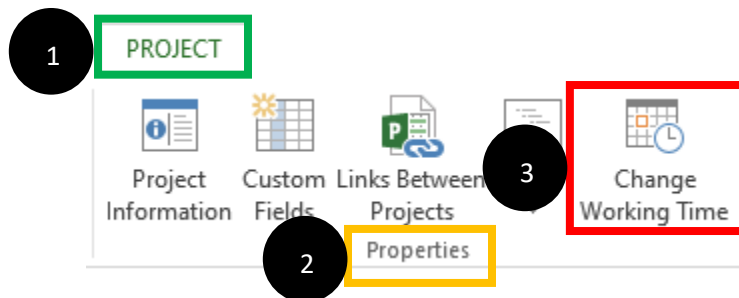 1
PROJECT
Project
Information
Custom
Fields
Links Between
Projects
3
Change
Working Time
2
Properties